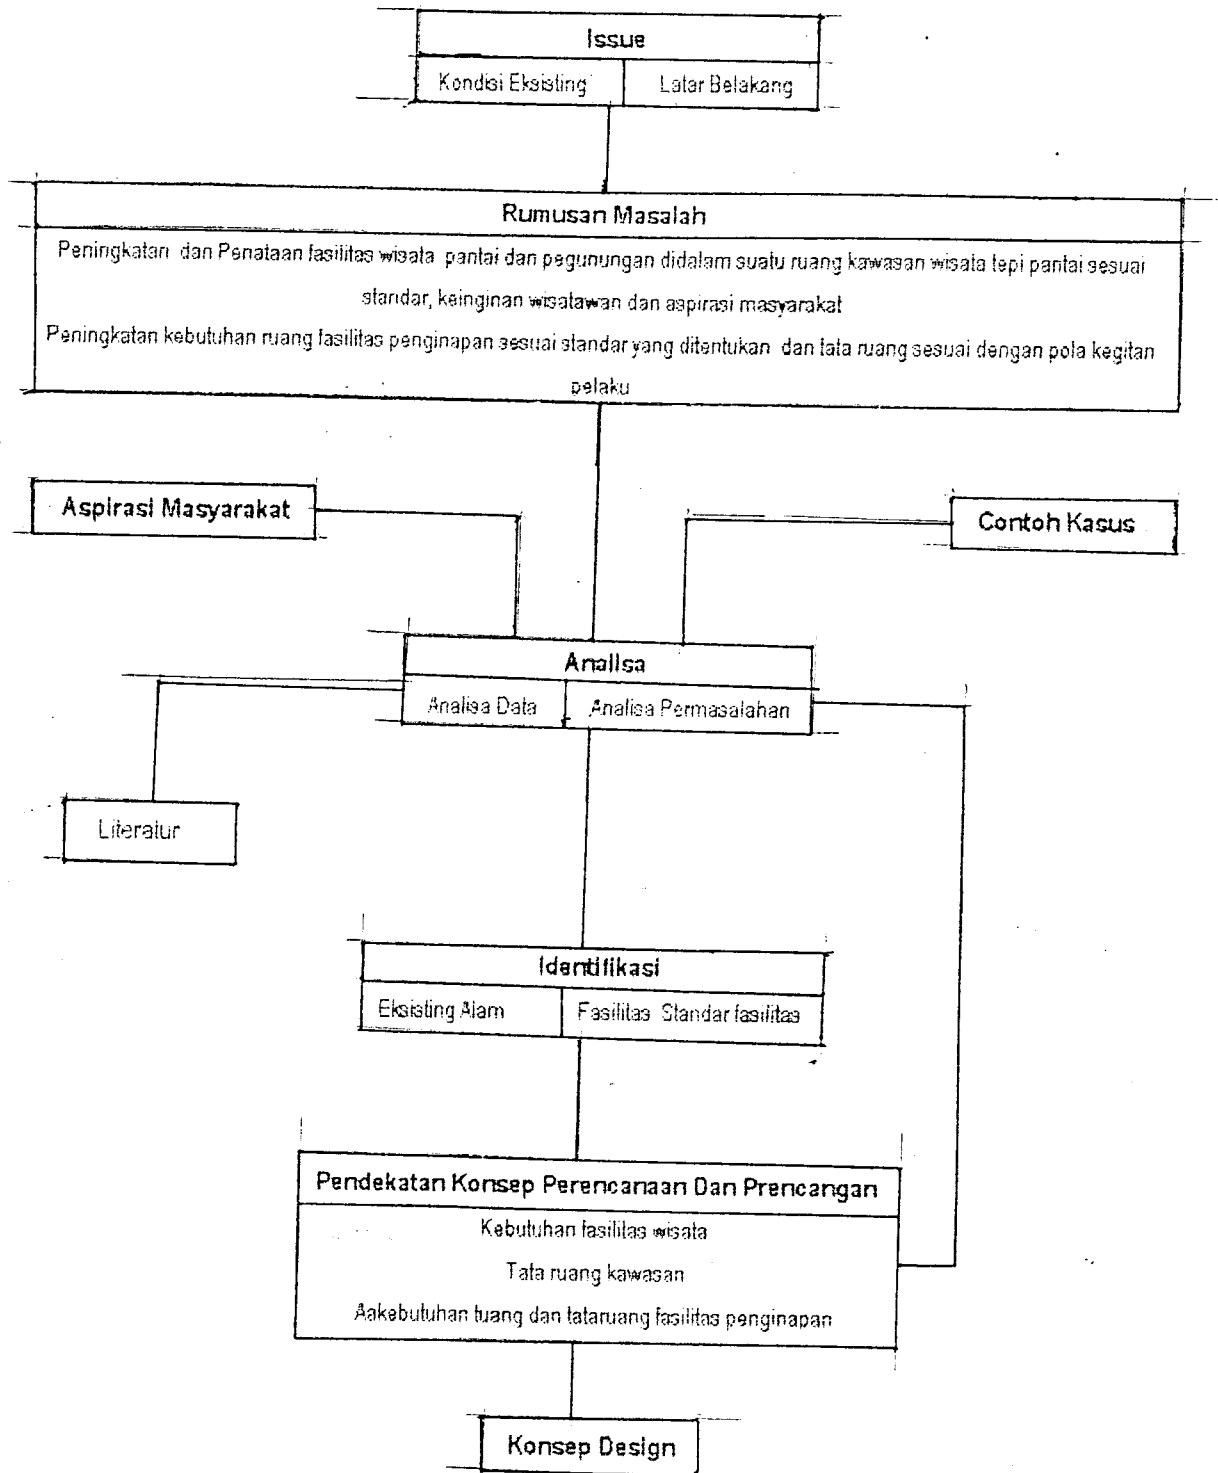 Issue
Kondisi Eksisting
Latar Belakang
Rumusan Masalah
Peningkatan dan Penataan fasilitas wisata pantai dan pegunungan didalam suatu ruang kawasan wisata tepi pantai sesuai
standar, keinginan wisatawan dan aspirasi masyarakat
Peningkatan kebutuhan ruang fasilitas penginapan sesuai standar yang ditentukan dan tata ruang sesuai dengan pola kegitan
pelaku
Aspirasi Masyarakat
Contoh Kasus
Analisa
Analisa Data
Analisa Permasalahan
Literatur
Identifikasi
Eksisting Alam
Fasilitas Standar fasilitas
Pendekatan Konsep Perencanaan Dan Prencangan
Kebutuhan fasilitas wisata
Tata ruang kawasan
Aakebutuhan tuang dan tataruang fasilitas penginapan
Konsep Design